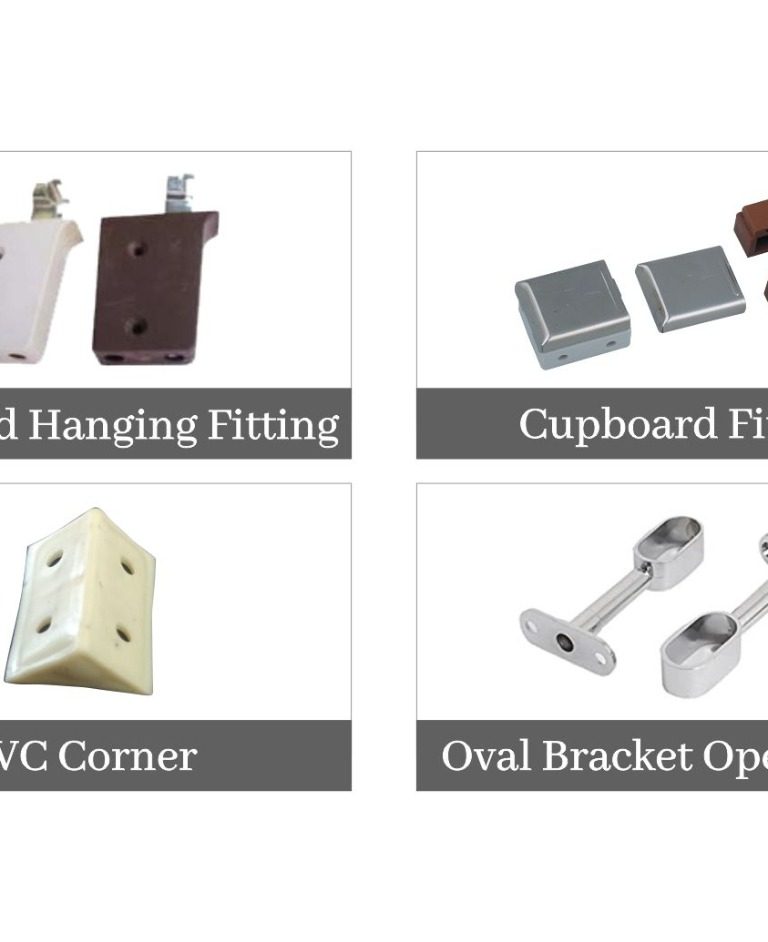 d Hanging Fitting
Cupboard Fi
VC Corner
Oval Bracket Ope